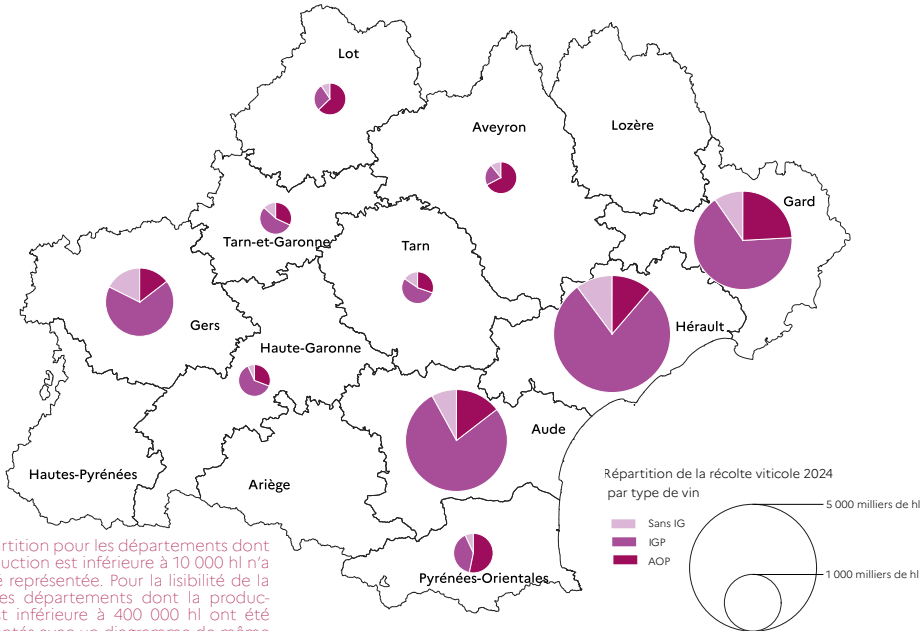 Lot
Aveyron
Lozère
Gard
Tarn-et-Garonne
Tarn
Gers
Hérault
Haute-Garonne
Aude
Hautes-Pyrénées
Ariège
Pyrénées-Orientales
Répartition de la récolte viticole 2024
par type de vin
Sans IG
IGP
AOP
5 000 milliers de hl
1 000 milliers de hl
rtition pour les départements dont
duction est inférieure à 10 000 hl n'a
é représentée. Pour la lisibilité de la
es départements dont la produc-
st inférieure à 400 000 hl ont été